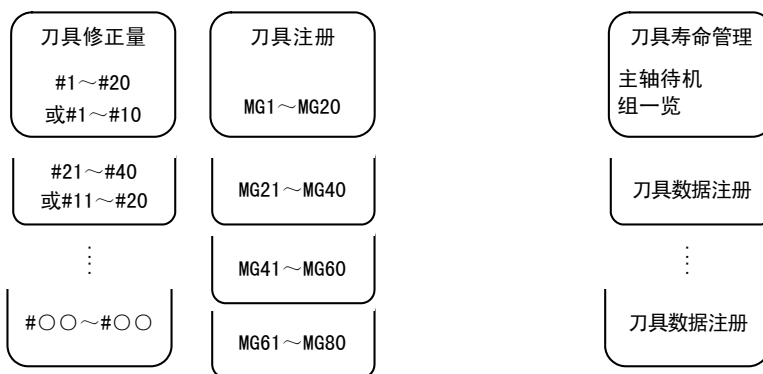 刀具修正量
#1～#20
或#1～#10
#21～#40
或#11～#20
⋮
#○○～#○○
刀具注册
MG1～MG20
MG21～MG40
MG41～MG60
MG61～MG80
刀具寿命管理
主轴待机
组一览
刀具数据注册
⋮
刀具数据注册